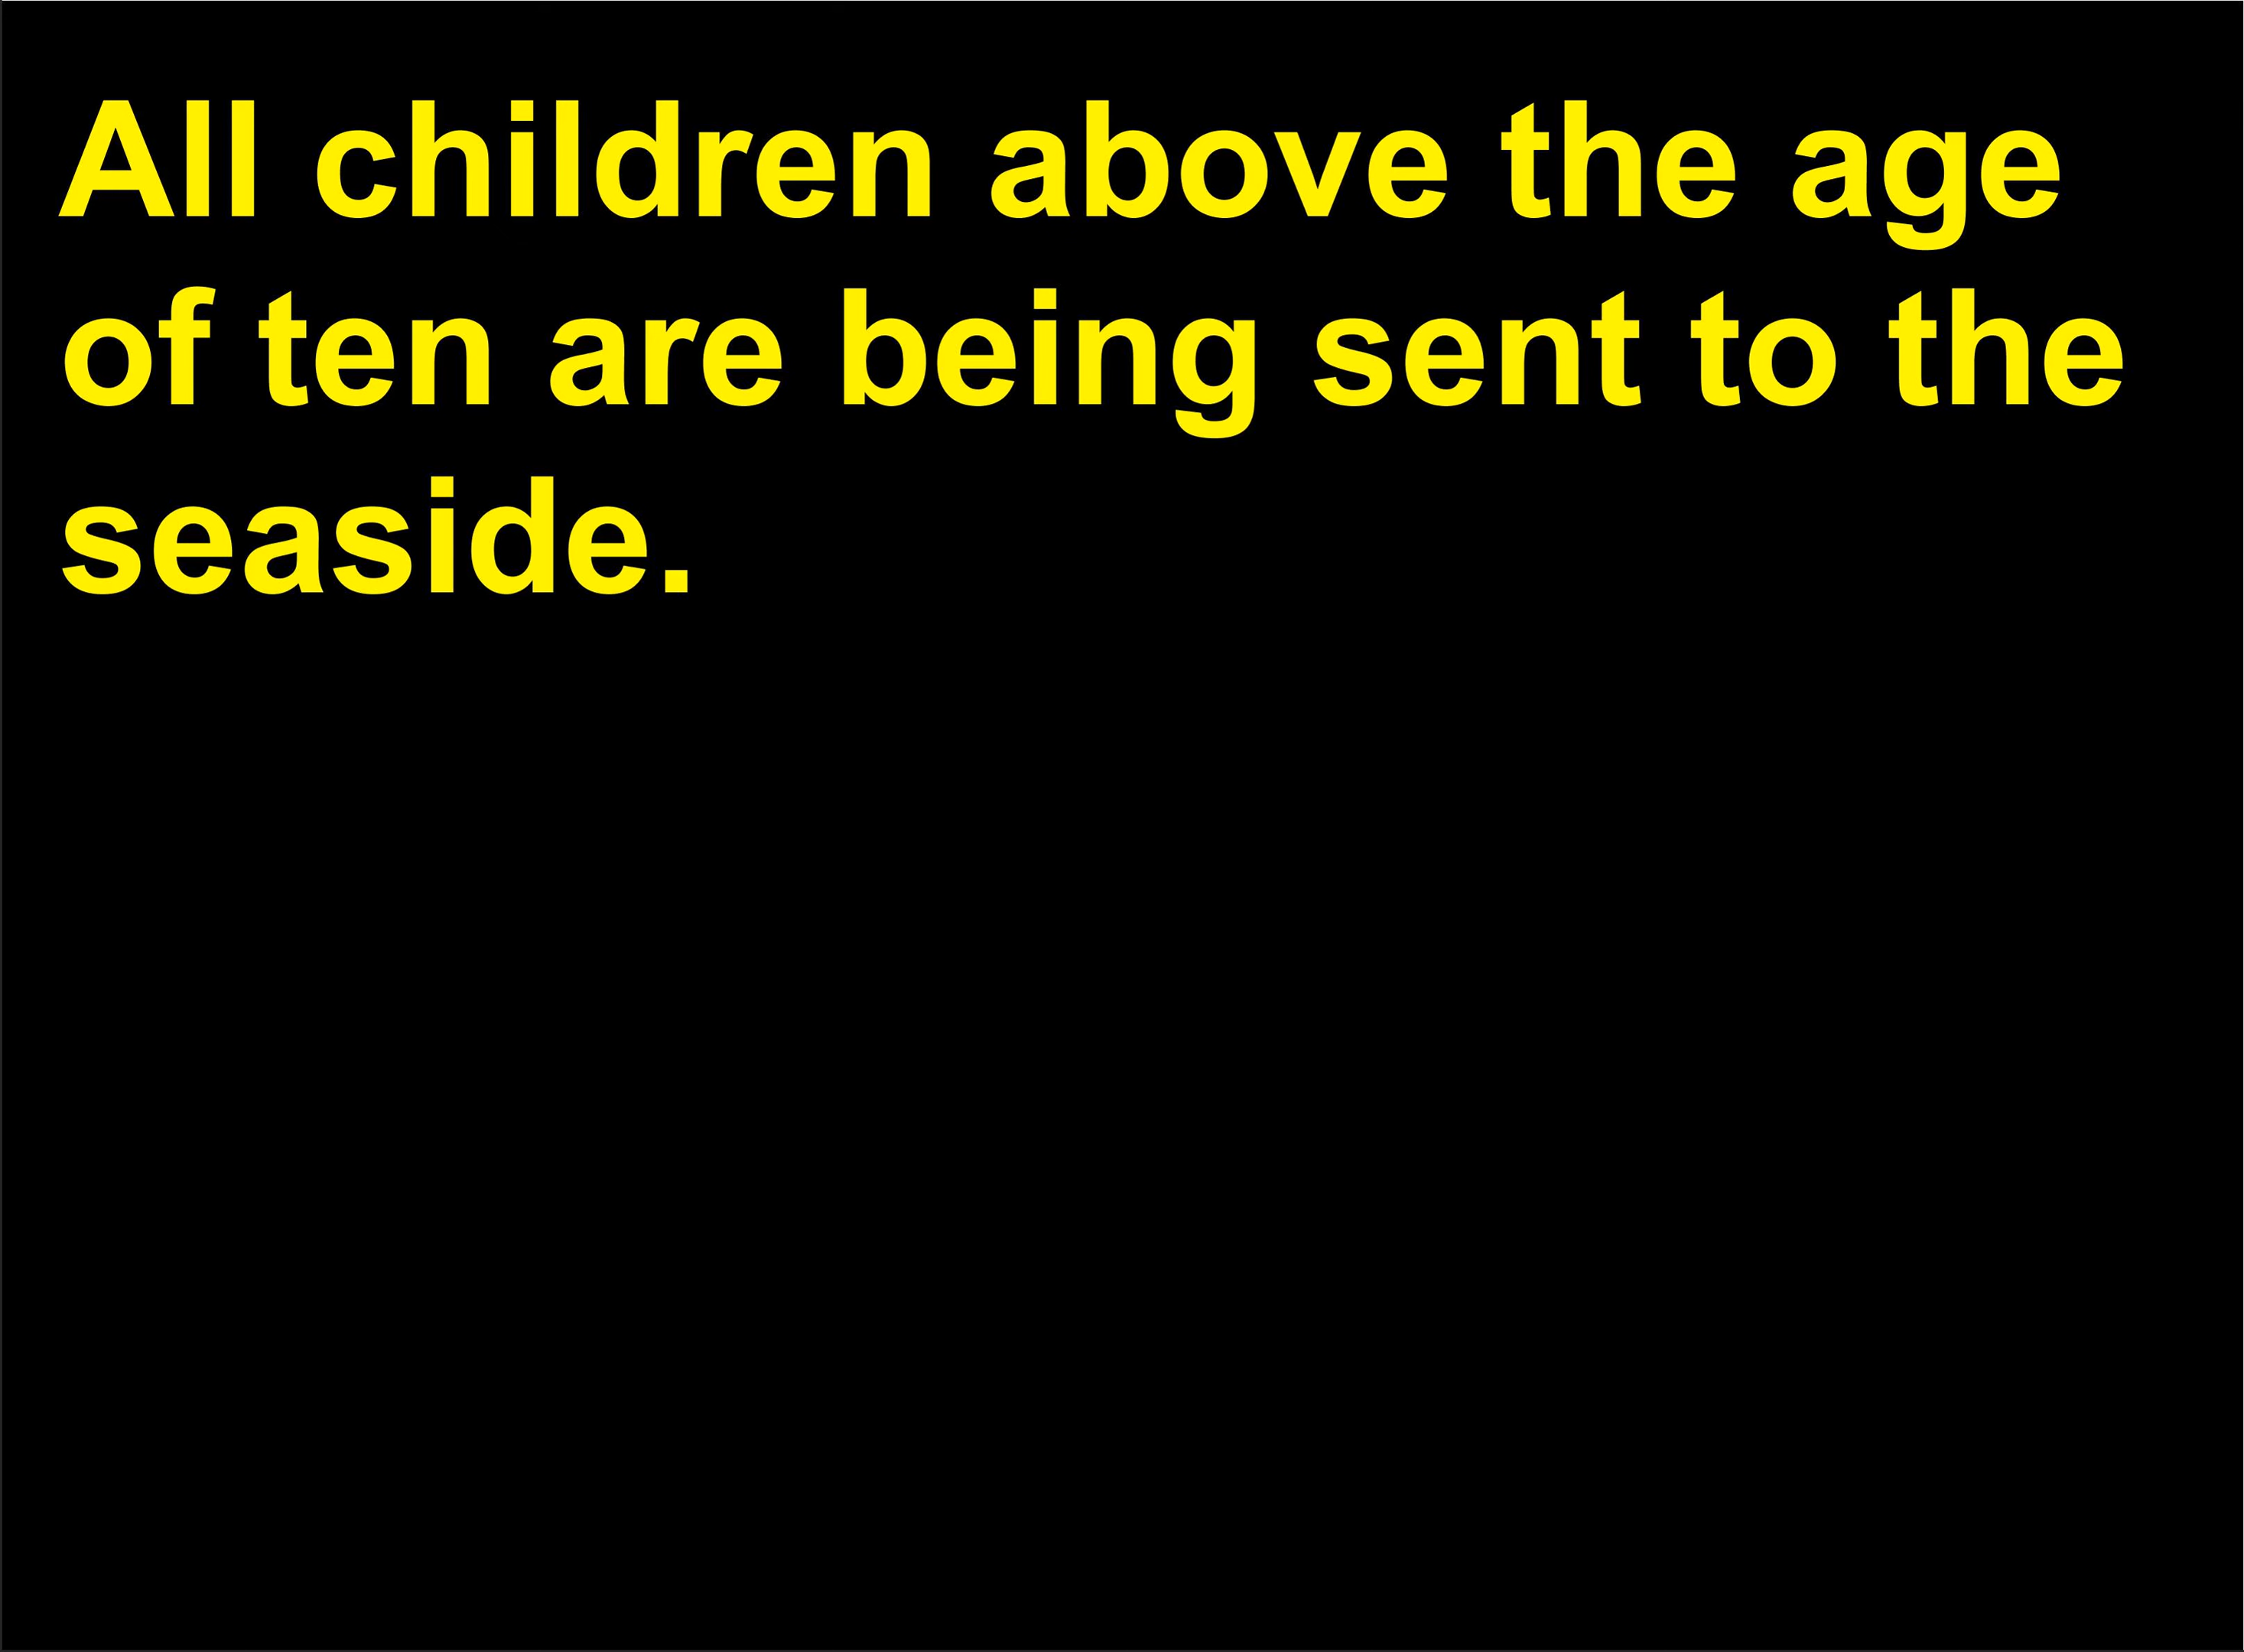 All children above the age
of ten are being sent to the
seaside.